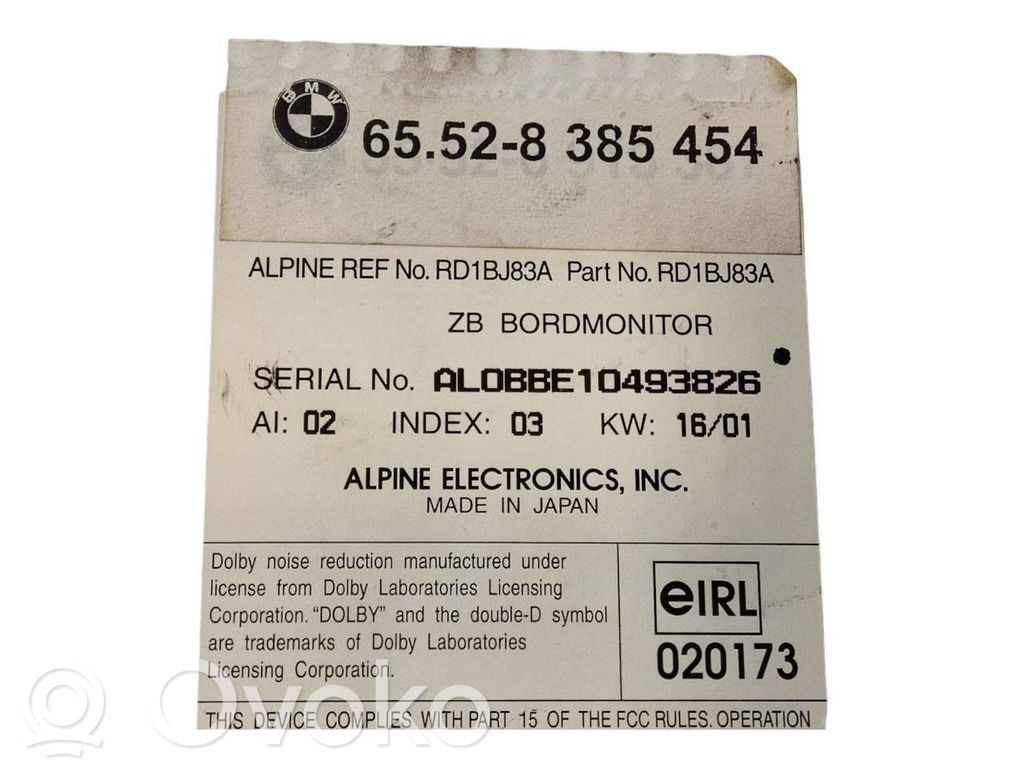 BMW
65.52-8 385 454
ALPINE REF No. RD1BJ83A Part No. RD1BJ83A
ZB BORDMONITOR
SERIAL No. AL0BBE10493826
AI: 02 INDEX: 03 KW: 16/01
ALPINE ELECTRONICS, INC.
MADE IN JAPAN
Dolby noise reduction manufactured under
license from Dolby Laboratories Licensing
Corporation. “DOLBY” and the double-D symbol
are trademarks of Dolby Laboratories
Licensing Corporation.
eIRL
020173
THIS DEVICE COMPLIES WITH PART 15 OF THE FCC RULES. OPERATION
Ovoko